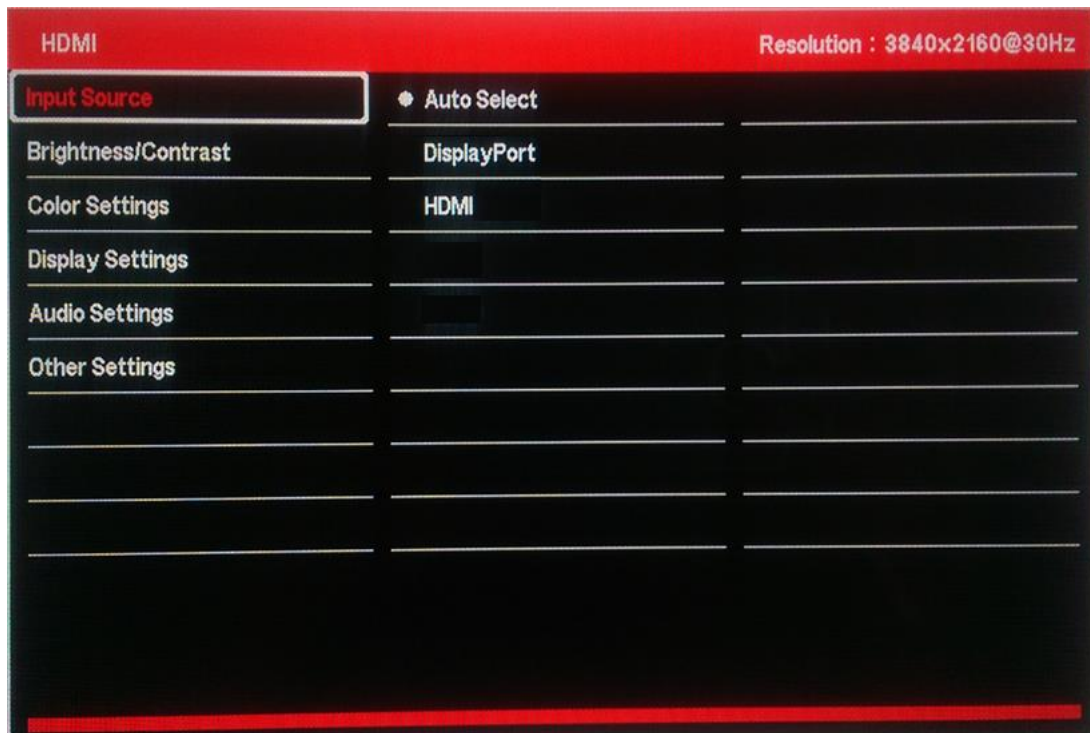 HDMI
Resolution : 3840x2160@30Hz
Input Source
Auto Select
Brightness/Contrast
DisplayPort
Color Settings
HDMI
Display Settings
Audio Settings
Other Settings